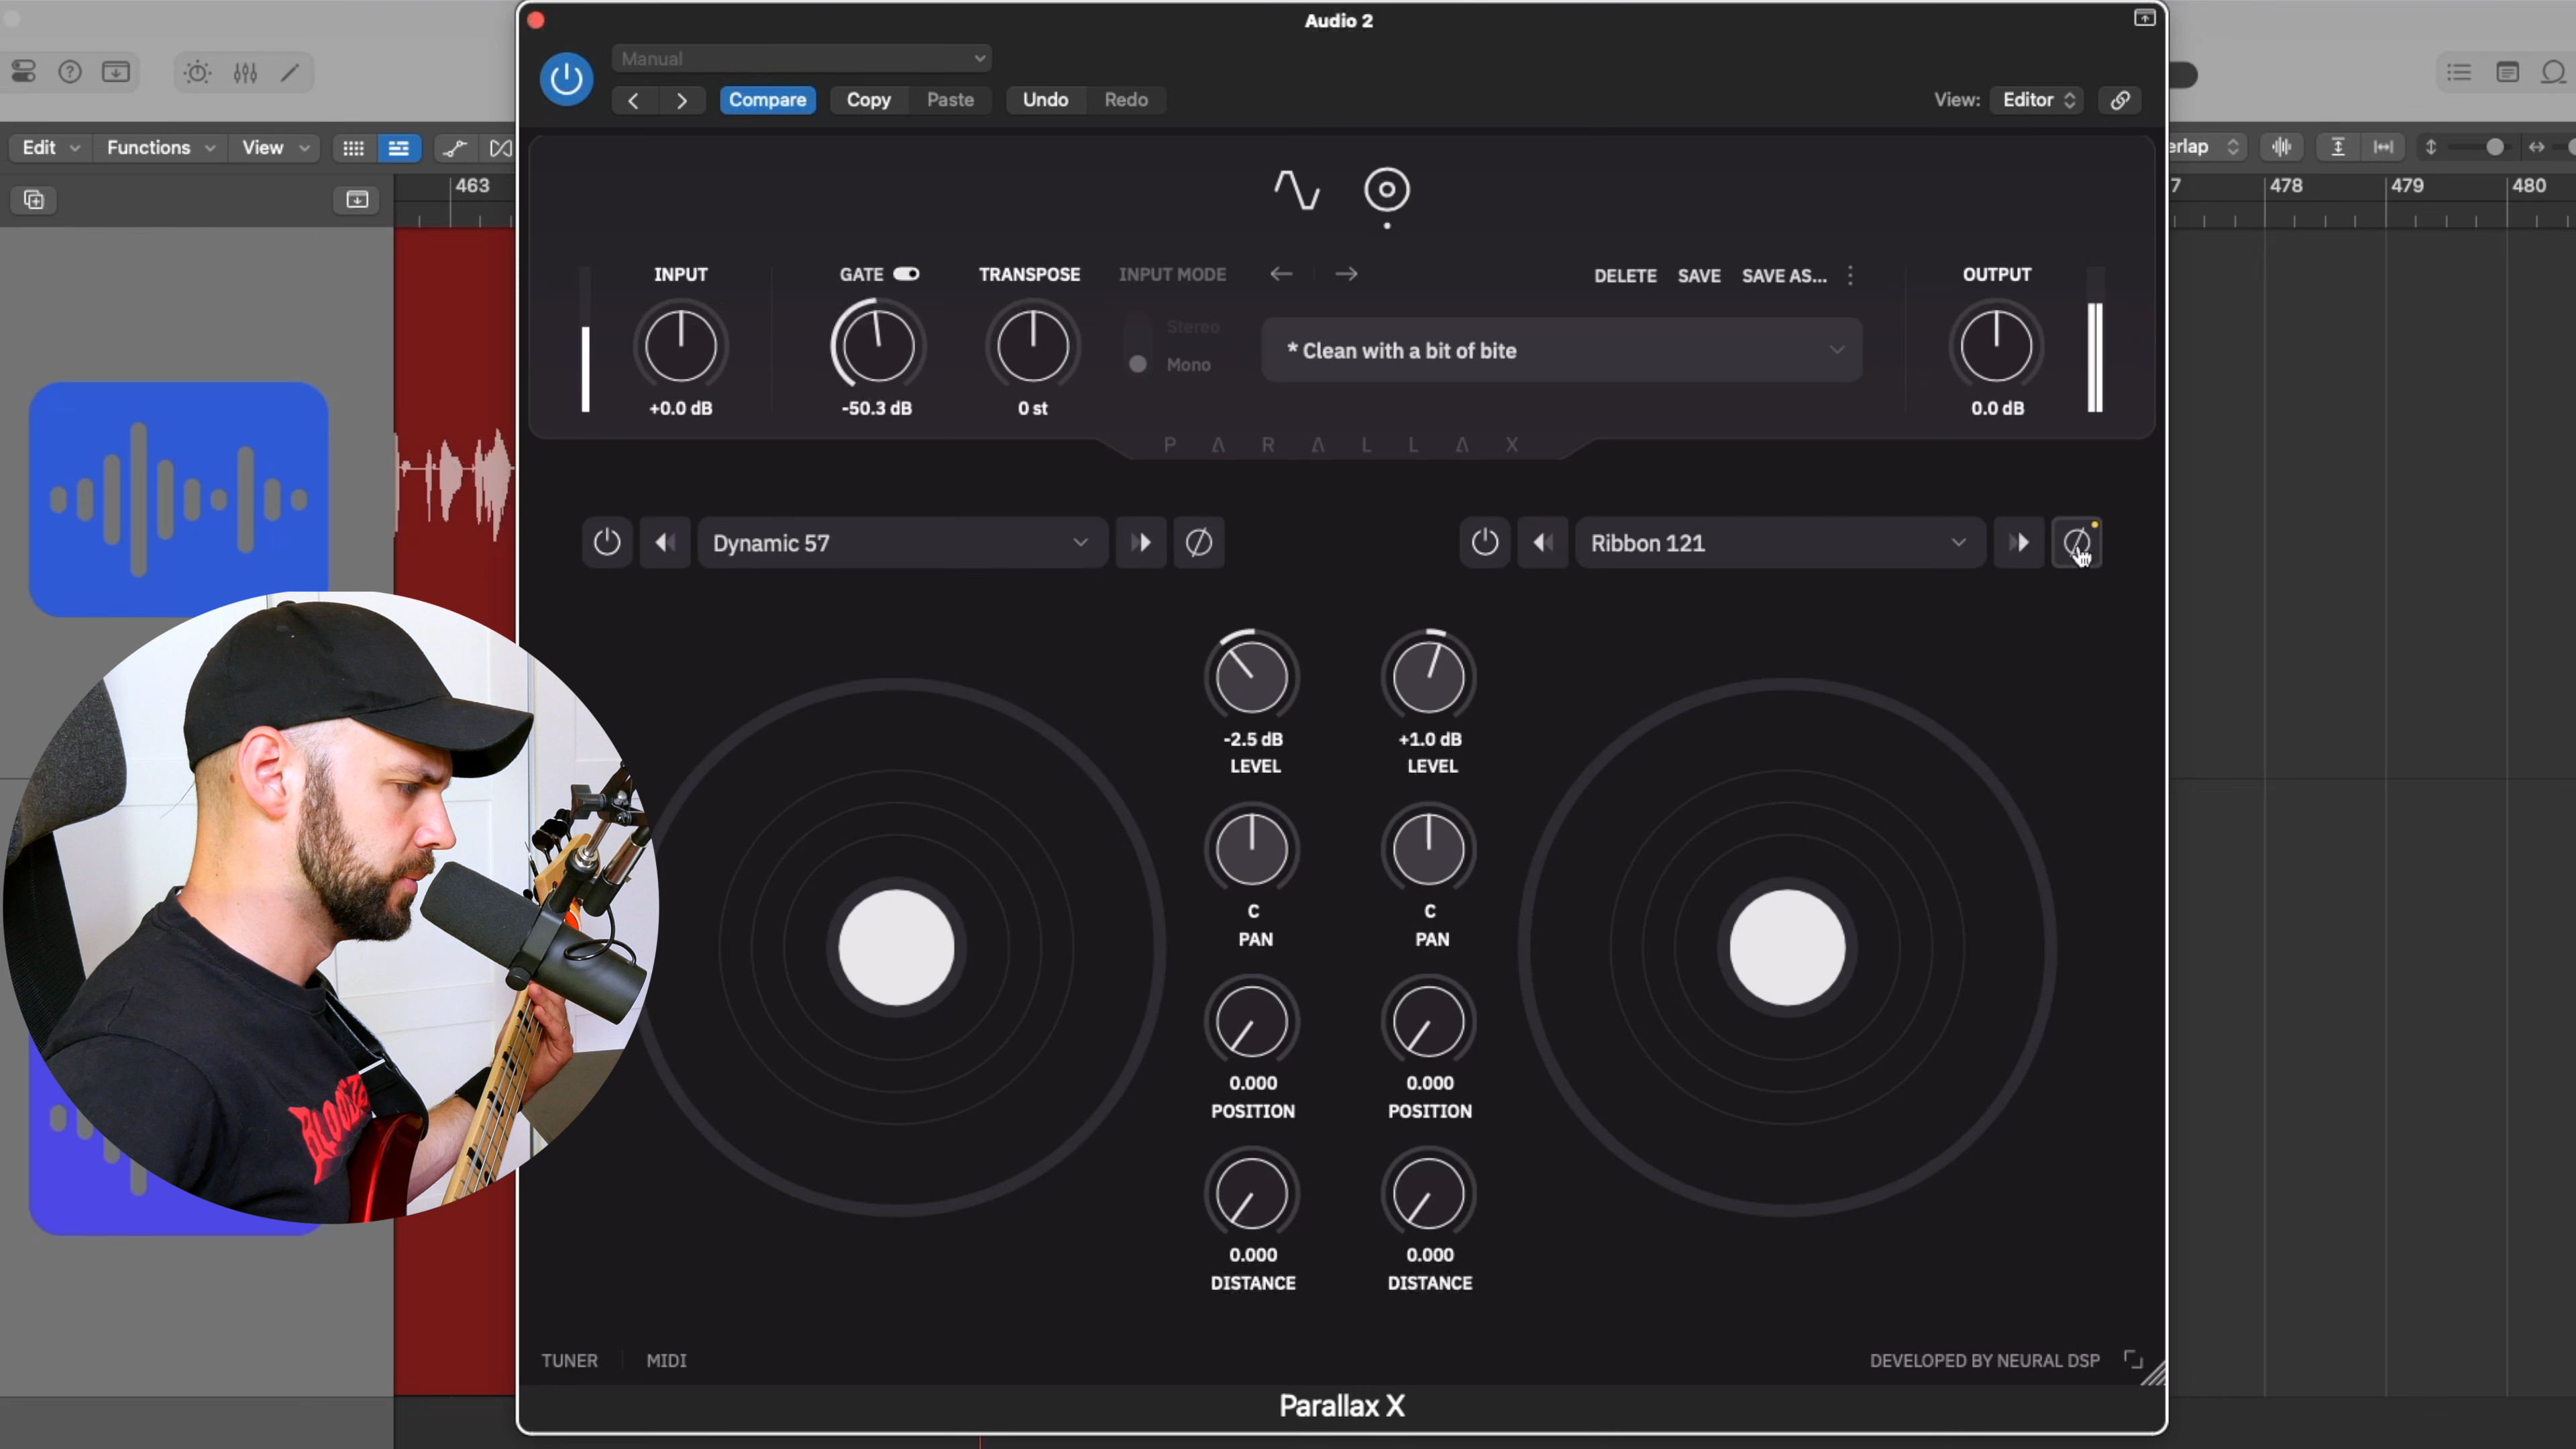 Audio 2
Manual
Compare
Copy
Paste
Undo
Redo
View:
Editor
Edit
Functions
View
erlap
463
7
478
479
480
INPUT
GATE
TRANSPOSE
INPUT MODE
DELETE
SAVE
SAVE AS...
OUTPUT
Stereo
Mono
* Clean with a bit of bite
+0.0 dB
-50.3 dB
0 st
0.0 dB
PARALLAX
Dynamic 57
Ribbon 121
-2.5 dB
LEVEL
+1.0 dB
LEVEL
C
PAN
C
PAN
0.000
POSITION
0.000
POSITION
0.000
DISTANCE
0.000
DISTANCE
TUNER
MIDI
DEVELOPED BY NEURAL DSP
Parallax X